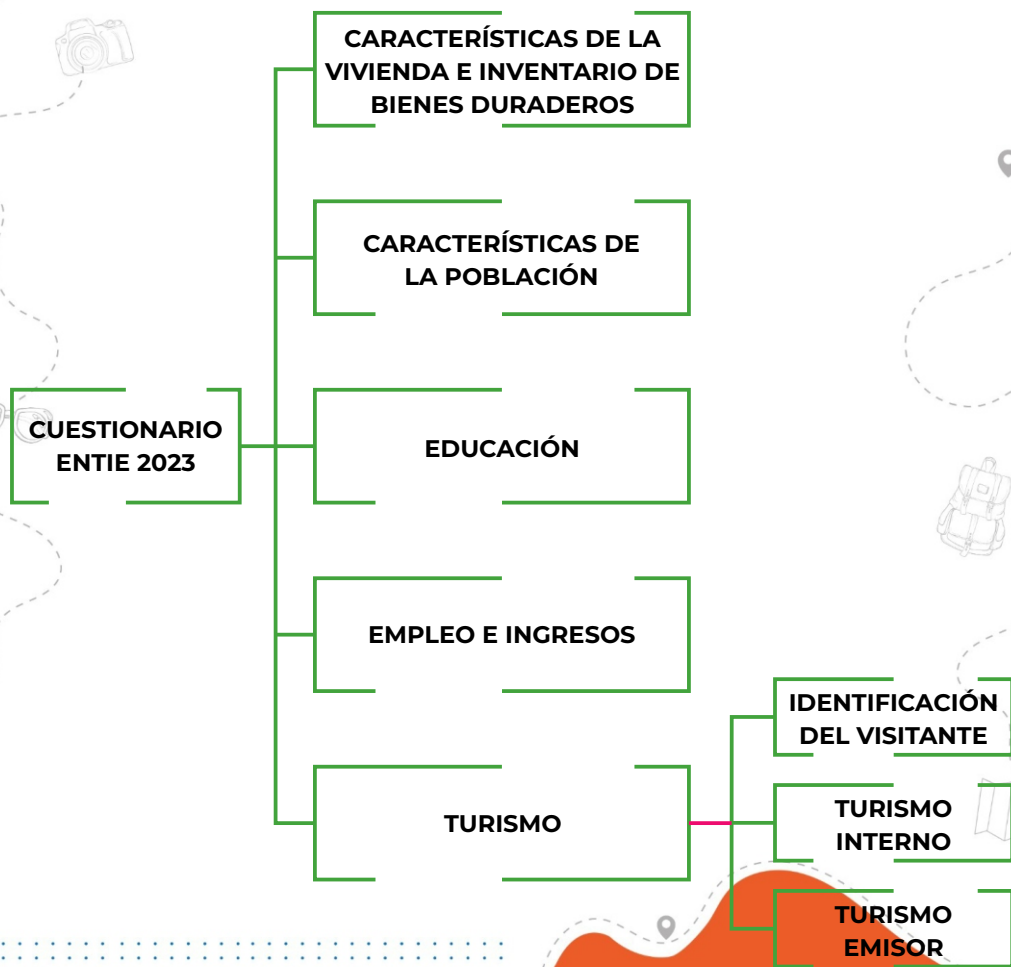 CARACTERÍSTICAS DE LA
VIVIENDA E INVENTARIO DE
BIENES DURADEROS
CARACTERÍSTICAS DE
LA POBLACIÓN
CUESTIONARIO
ENTIE 2023
EDUCACIÓN
EMPLEO E INGRESOS
TURISMO
IDENTIFICACIÓN
DEL VISITANTE
TURISMO
INTERNO
TURISMO
EMISOR